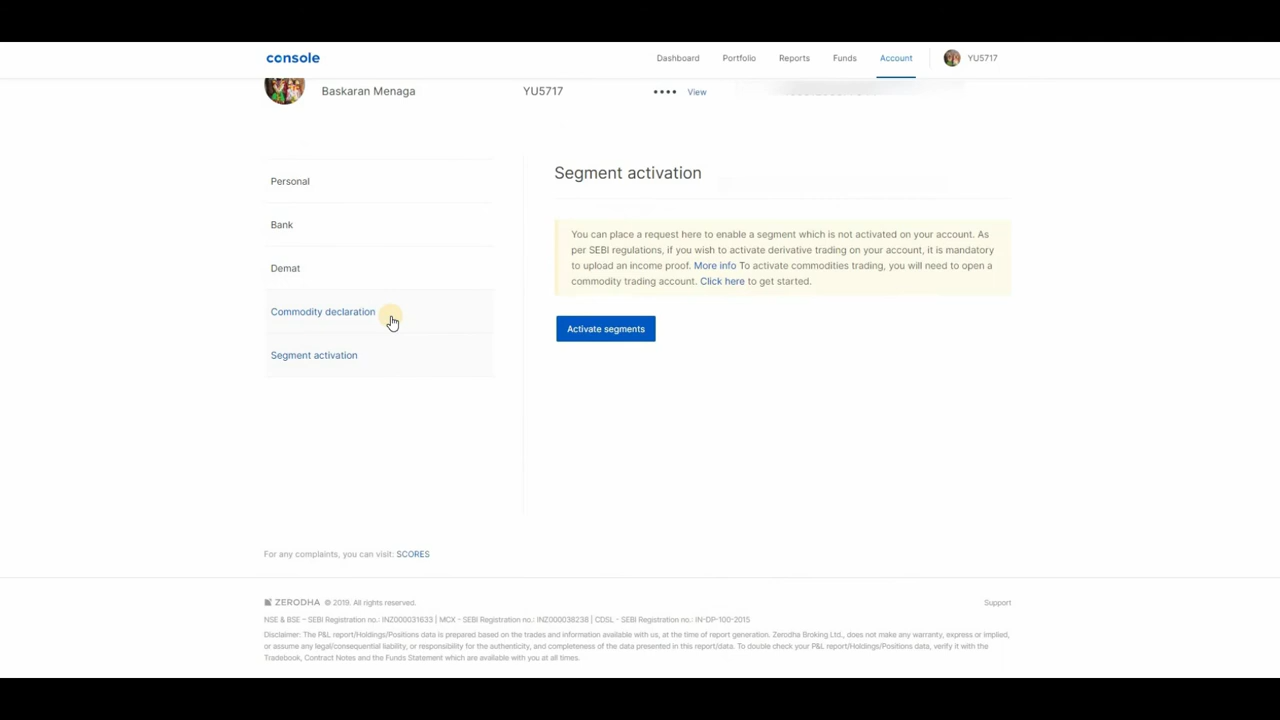 console
Dashboard
Portfolio
Reports
Funds
Account
YU5717
Baskaran Menaga
YU5717
•••• View
Personal
Bank
Demat
Commodity declaration
Segment activation
Segment activation
You can place a request here to enable a segment which is not activated on your account. As
per SEBI regulations, if you wish to activate derivative trading on your account, it is mandatory
to upload an income proof. More info To activate commodities trading, you will need to open a
commodity trading account. Click here to get started.
Activate segments
For any complaints, you can visit: SCORES
ZERODHA © 2019. All rights reserved.
Support
NSE & BSE – SEBI Registration no.: INZ000031633 | MCX - SEBI Registration no.: INZ000038238 | CDSL - SEBI Registration no.: IN-DP-100-2015
Disclaimer: The P&L report/Holdings/Positions data is prepared based on the trades and information available with us, at the time of report generation. Zerodha Broking Ltd., does not make any warranty, express or implied,
or assume any legal/consequential liability, or responsibility for the authenticity, and completeness of the data presented in this report/data. To double check your P&L report/Holdings/Positions data, verify it with the
Tradebook, Contract Notes and the Funds Statement which are available with you at all times.